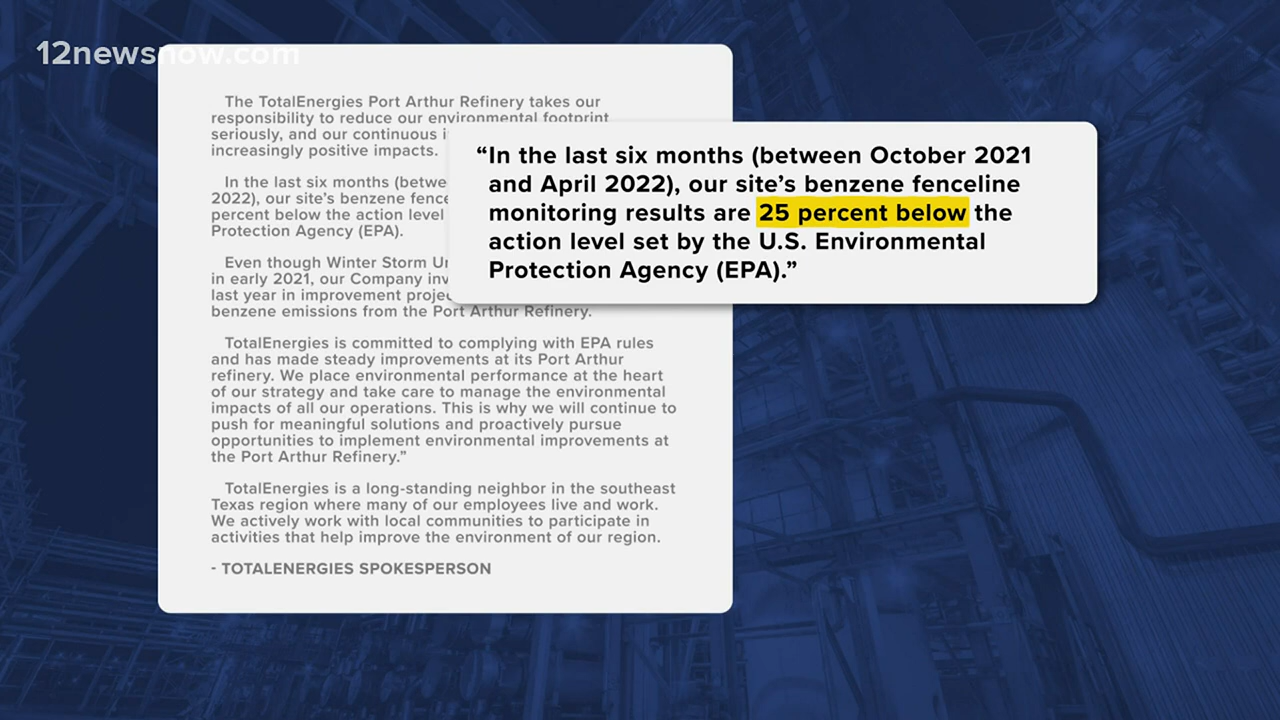 12newsnow.com
The TotalEnergies Port Arthur Refinery takes our
responsibility to reduce our environmental footprint
seriously, and our continuous
increasingly positive impacts.
In the last six months
2022), our site's benzene
percent below the action level
Protection Agency (EPA).
Even though Winter Storm
in early 2021, our Company
last year in improvement
benzene emissions from the Port Arthur Refinery.
TotalEnergies is committed to complying with EPA rules
and has made steady improvements at its Port Arthur
refinery. We place environmental performance at the heart
of our strategy and take care to manage the environmental
impacts of all our operations. This is why we will continue to
push for meaningful solutions and proactively pursue
opportunities to implement environmental improvements at
the Port Arthur Refinery.”
TotalEnergies is a long-standing neighbor in the southeast
Texas region where many of our employees live and work.
We actively work with local communities to participate in
activities that help improve the environment of our region.
- TOTALENERGIES SPOKESPERSON
“In the last six months (between October 2021
and April 2022), our site’s benzene fenceline
monitoring results are 25 percent below the
action level set by the U.S. Environmental
Protection Agency (EPA).”